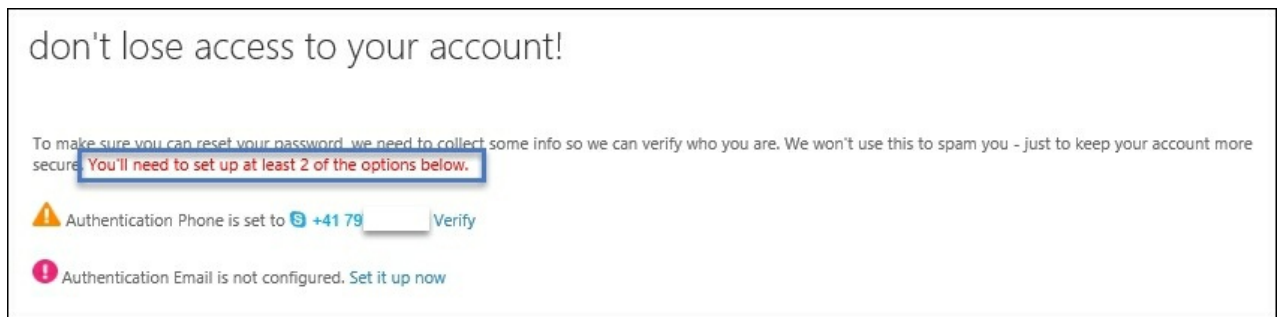 don't lose access to your account!
To make sure you can reset your password, we need to collect some info so we can verify who you are. We won't use this to spam you - just to keep your account more
secure. You'll need to set up at least 2 of the options below.
Authentication Phone is set to +41 79 Verify
Authentication Email is not configured. Set it up now